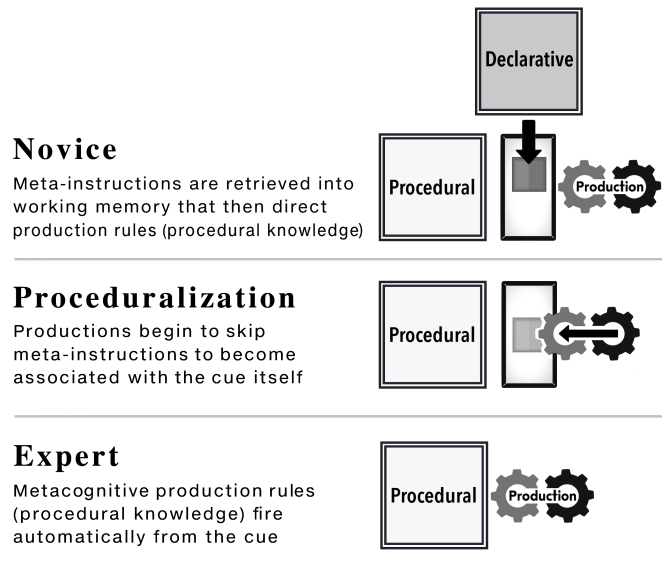 Declarative
Novice
Meta-instructions are retrieved into
working memory that then direct
production rules (procedural knowledge)
Procedural
Production
Proceduralization
Productions begin to skip
meta-instructions to become
associated with the cue itself
Procedural
Expert
Metacognitive production rules
(procedural knowledge) fire
automatically from the cue
Procedural
Production